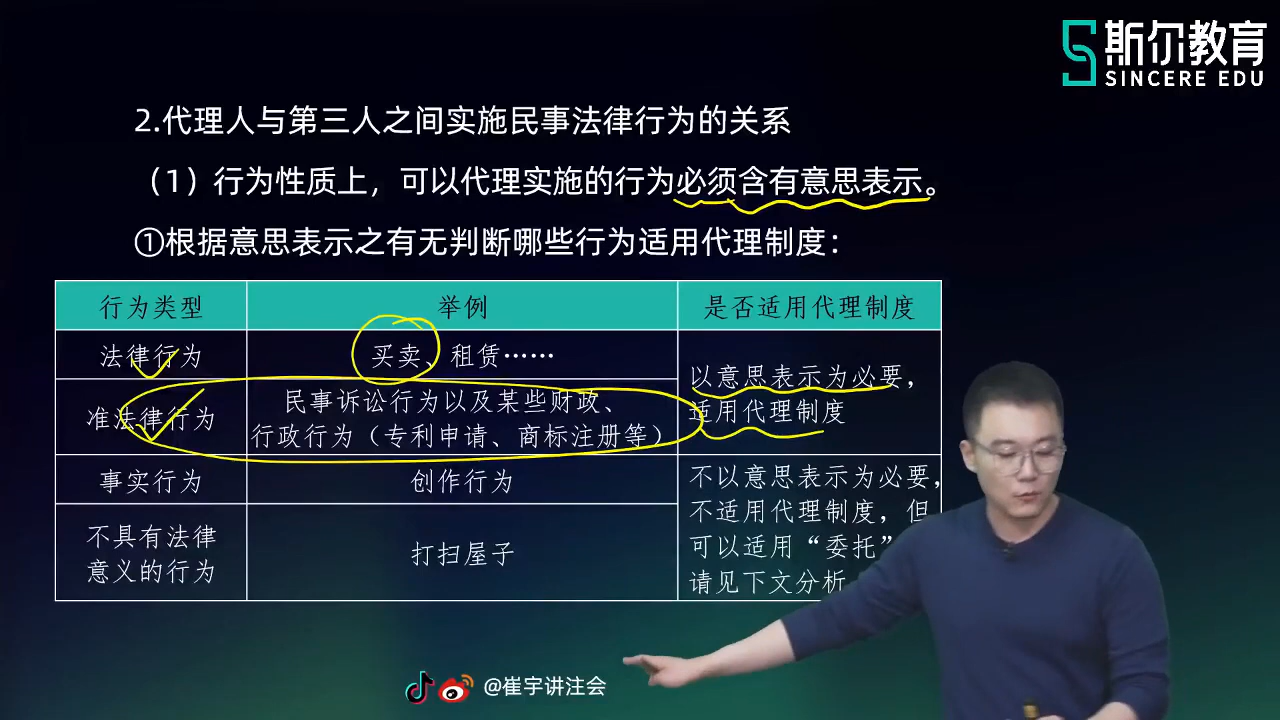 斯尔教育
SINCERE EDU
2.代理人与第三人之间实施民事法律行为的关系
（1）行为性质上，可以代理实施的行为必须含有意思表示。
①根据意思表示之有无判断哪些行为适用代理制度：
行为类型 举例 是否适用代理制度
法律行为 买卖、租赁……
以意思表示为必要，
适用代理制度
准法律行为
民事诉讼行为以及某些财政、
行政行为（专利申请、商标注册等）
事实行为 创作行为
不具有法律
意义的行为
打扫屋子
不以意思表示为必要，
不适用代理制度，但
可以适用“委托”
请见下文分析
@崔宇讲注会